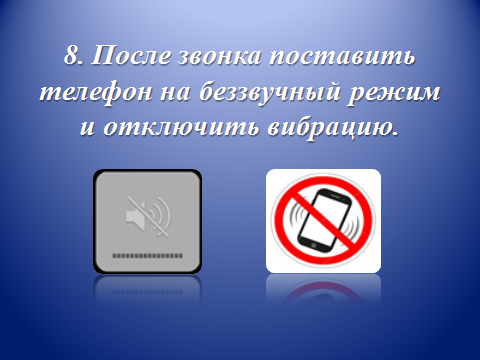 8. После звонка поставить
телефон на беззвучный режим
и отключить вибрацию.